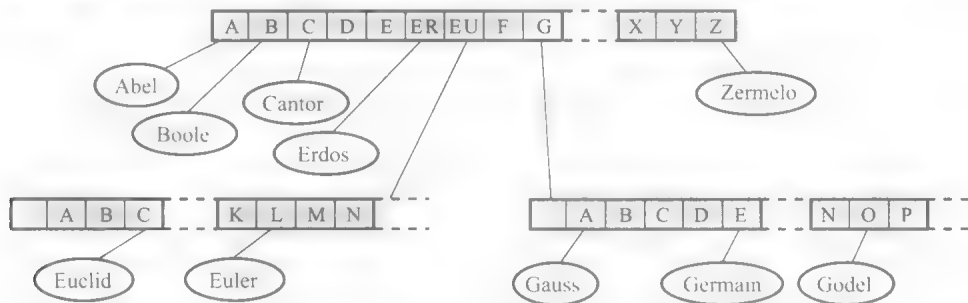 A B C D E ER EU F G X Y Z
Abel
Cantor
Zermelo
Boole
Erdos
A B C K L M N A B C D E N O P
Euclid Euler Gauss Germain Godel